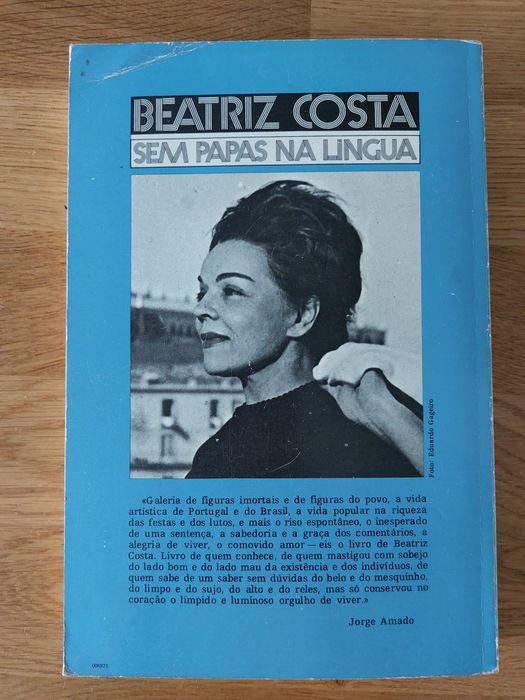 BEATRIZ COSTA
SEM PAPAS NA LINGUA
Foto: Eduardo Gageiro
«Galeria de figuras imortais e de figuras do povo, a vida
artística de Portugal e do Brasil, a vida popular na riqueza
das festas e dos lutos, e mais o riso espontâneo, o inesperado
de uma sentença, a sabedoria e a graça dos comentários, a
alegria de viver, o comovido amor — eis o livro de Beatriz
Costa. Livro de quem conhece, de quem mastigou com sobejo
do lado bom e do lado mau da existência e dos indivíduos, de
quem sabe de um saber sem dúvidas do belo e do mesquinho,
do limpo e do sujo, do alto e do reles, mas só conservou no
coração o límpido e luminoso orgulho de viver.»
Jorge Amado